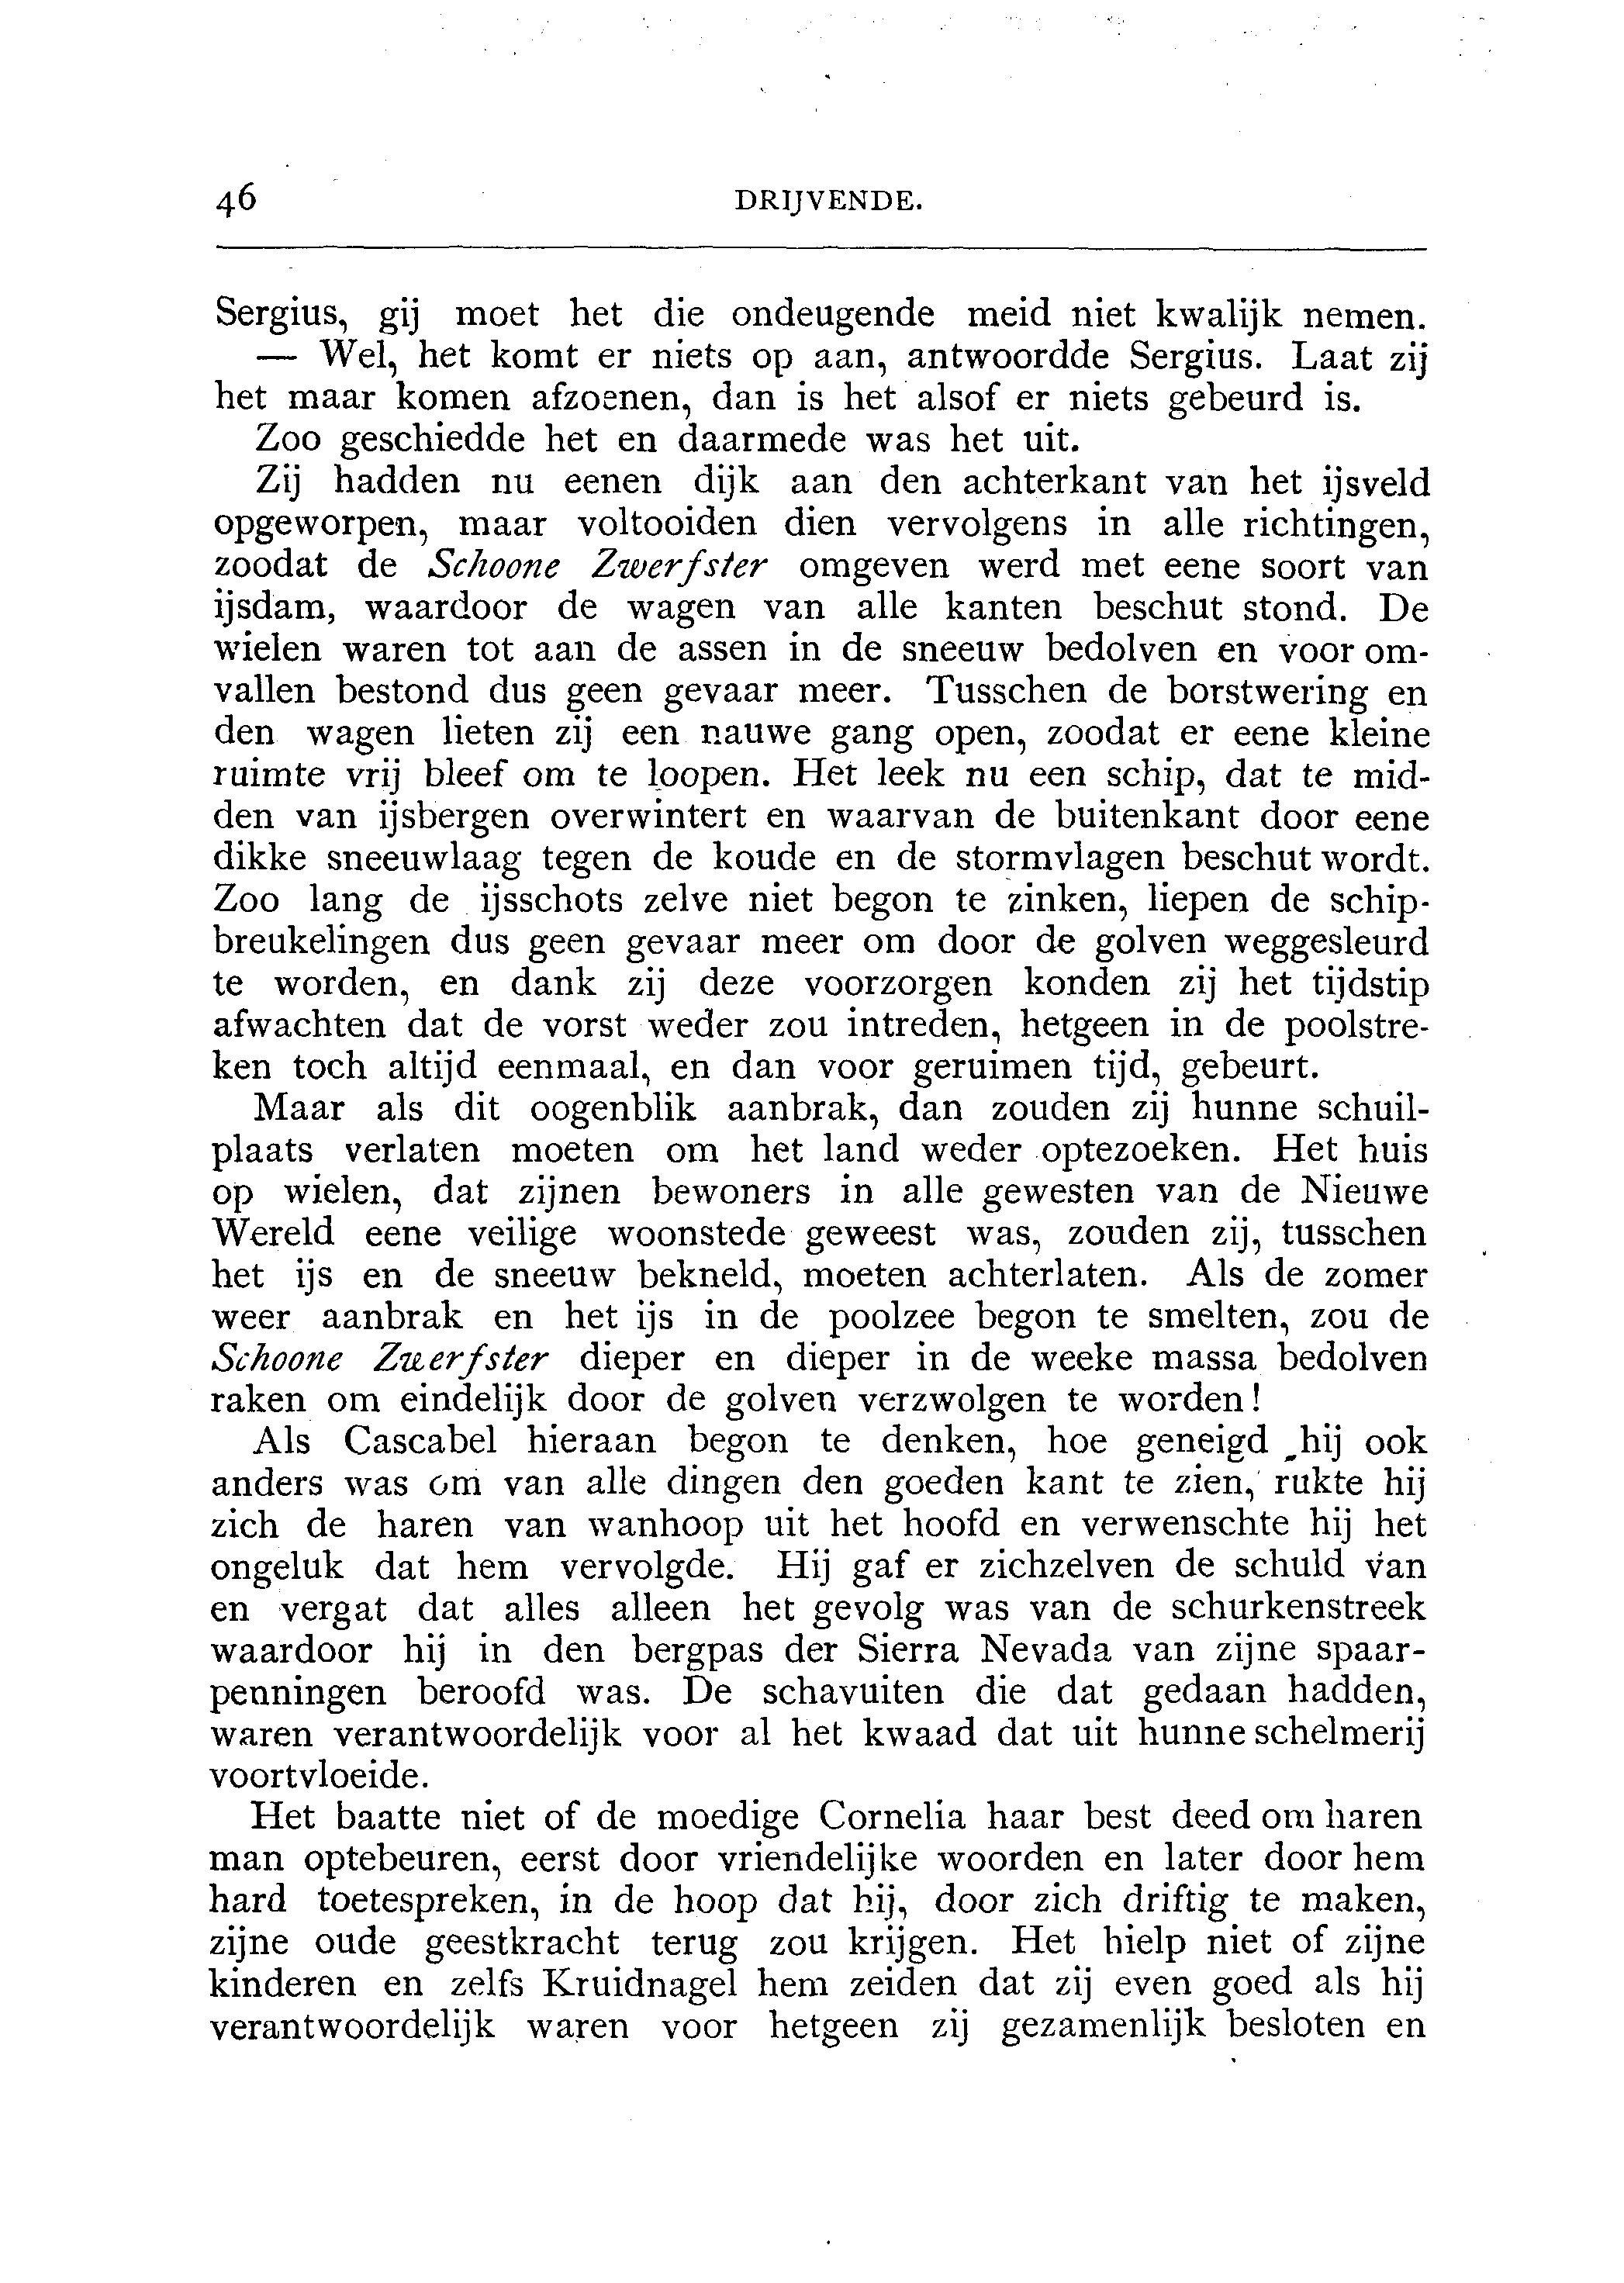 46 DRIJVENDE.
Sergius, gij moet het die ondeugende meid niet kwalijk nemen.
— Wel, het komt er niets op aan, antwoordde Sergius. Laat zij
het maar komen afzoenen, dan is het alsof er niets gebeurd is.
Zoo geschiedde het en daarmede was het uit.
Zij hadden nu eenen dijk aan den achterkant van het ijsveld
opgeworpen, maar voltooiden dien vervolgens in alle richtingen,
zoodat de Schoone Zwerfster omgeven werd met eene soort van
ijsdam, waardoor de wagen van alle kanten beschut stond. De
wielen waren tot aan de assen in de sneeuw bedolven en voor om-
vallen bestond dus geen gevaar meer. Tusschen de borstwering en
den wagen lieten zij een nauwe gang open, zoodat er eene kleine
ruimte vrij bleef om te loopen. Het leek nu een schip, dat te mid-
den van ijsbergen overwintert en waarvan de buitenkant door eene
dikke sneeuwlaag tegen de koude en de stormvlagen beschut wordt.
Zoo lang de ijsschots zelve niet begon te zinken, liepen de schip-
breukelingen dus geen gevaar meer om door de golven weggesleurd
te worden, en dank zij deze voorzorgen konden zij het tijdstip
afwachten dat de vorst weder zou intreden, hetgeen in de poolstre-
ken toch altijd eenmaal, en dan voor geruimen tijd, gebeurt.
Maar als dit oogenblik aanbrak, dan zouden zij hunne schuil-
plaats verlaten moeten om het land weder optezoeken. Het huis
op wielen, dat zijnen bewoners in alle gewesten van de Nieuwe
Wereld eene veilige woonstede geweest was, zouden zij, tusschen
het ijs en de sneeuw bekneld, moeten achterlaten. Als de zomer
weer aanbrak en het ijs in de poolzee begon te smelten, zou de
Schoone Zwerfster dieper en dieper in de weeke massa bedolven
raken om eindelijk door de golven verzwolgen te worden!
Als Cascabel hieraan begon te denken, hoe geneigd hij ook
anders was om van alle dingen den goeden kant te zien, rukte hij
zich de haren van wanhoop uit het hoofd en verwenschte hij het
ongeluk dat hem vervolgde. Hij gaf er zichzelven de schuld van
en vergat dat alles alleen het gevolg was van de schurkenstreek
waardoor hij in den bergpas der Sierra Nevada van zijne spaar-
penningen beroofd was. De schavuiten die dat gedaan hadden,
waren verantwoordelijk voor al het kwaad dat uit hunne schelmerij
voortvloeide.
Het baatte niet of de moedige Cornelia haar best deed om haren
man optebeuren, eerst door vriendelijke woorden en later door hem
hard toetespreken, in de hoop dat hij, door zich driftig te maken,
zijne oude geestkracht terug zou krijgen. Het hielp niet of zijne
kinderen en zelfs Kruidnagel hem zeiden dat zij even goed als hij
verantwoordelijk waren voor hetgeen zij gezamenlijk besloten en